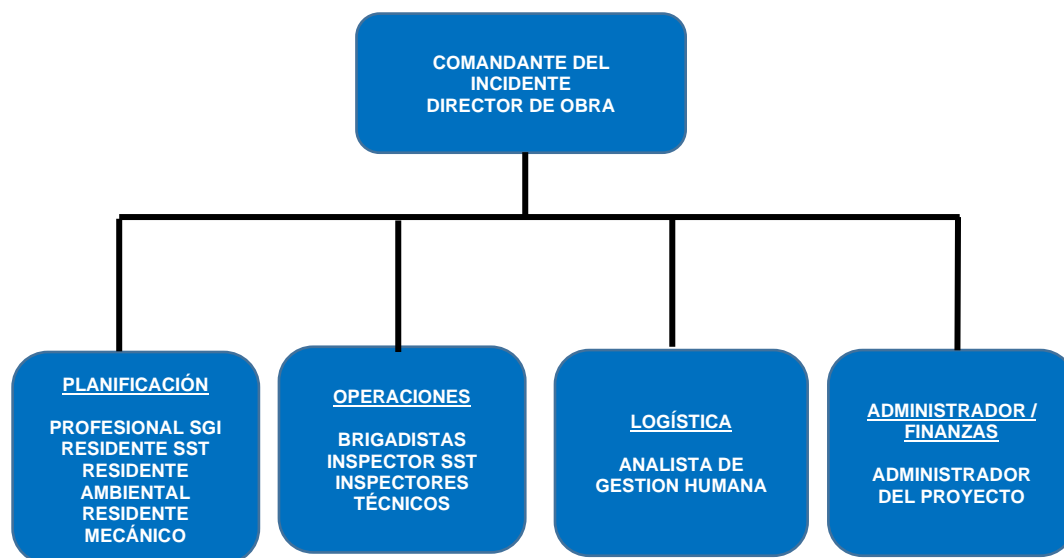 COMANDANTE DEL
INCIDENTE
DIRECTOR DE OBRA
PLANIFICACIÓN
PROFESIONAL SGI
RESIDENTE SST
RESIDENTE
AMBIENTAL
RESIDENTE
MECÁNICO
OPERACIONES
BRIGADISTAS
INSPECTOR SST
INSPECTORES
TÉCNICOS
LOGÍSTICA
ANALISTA DE
GESTION HUMANA
ADMINISTRADOR /
FINANZAS
ADMINISTRADOR
DEL PROYECTO